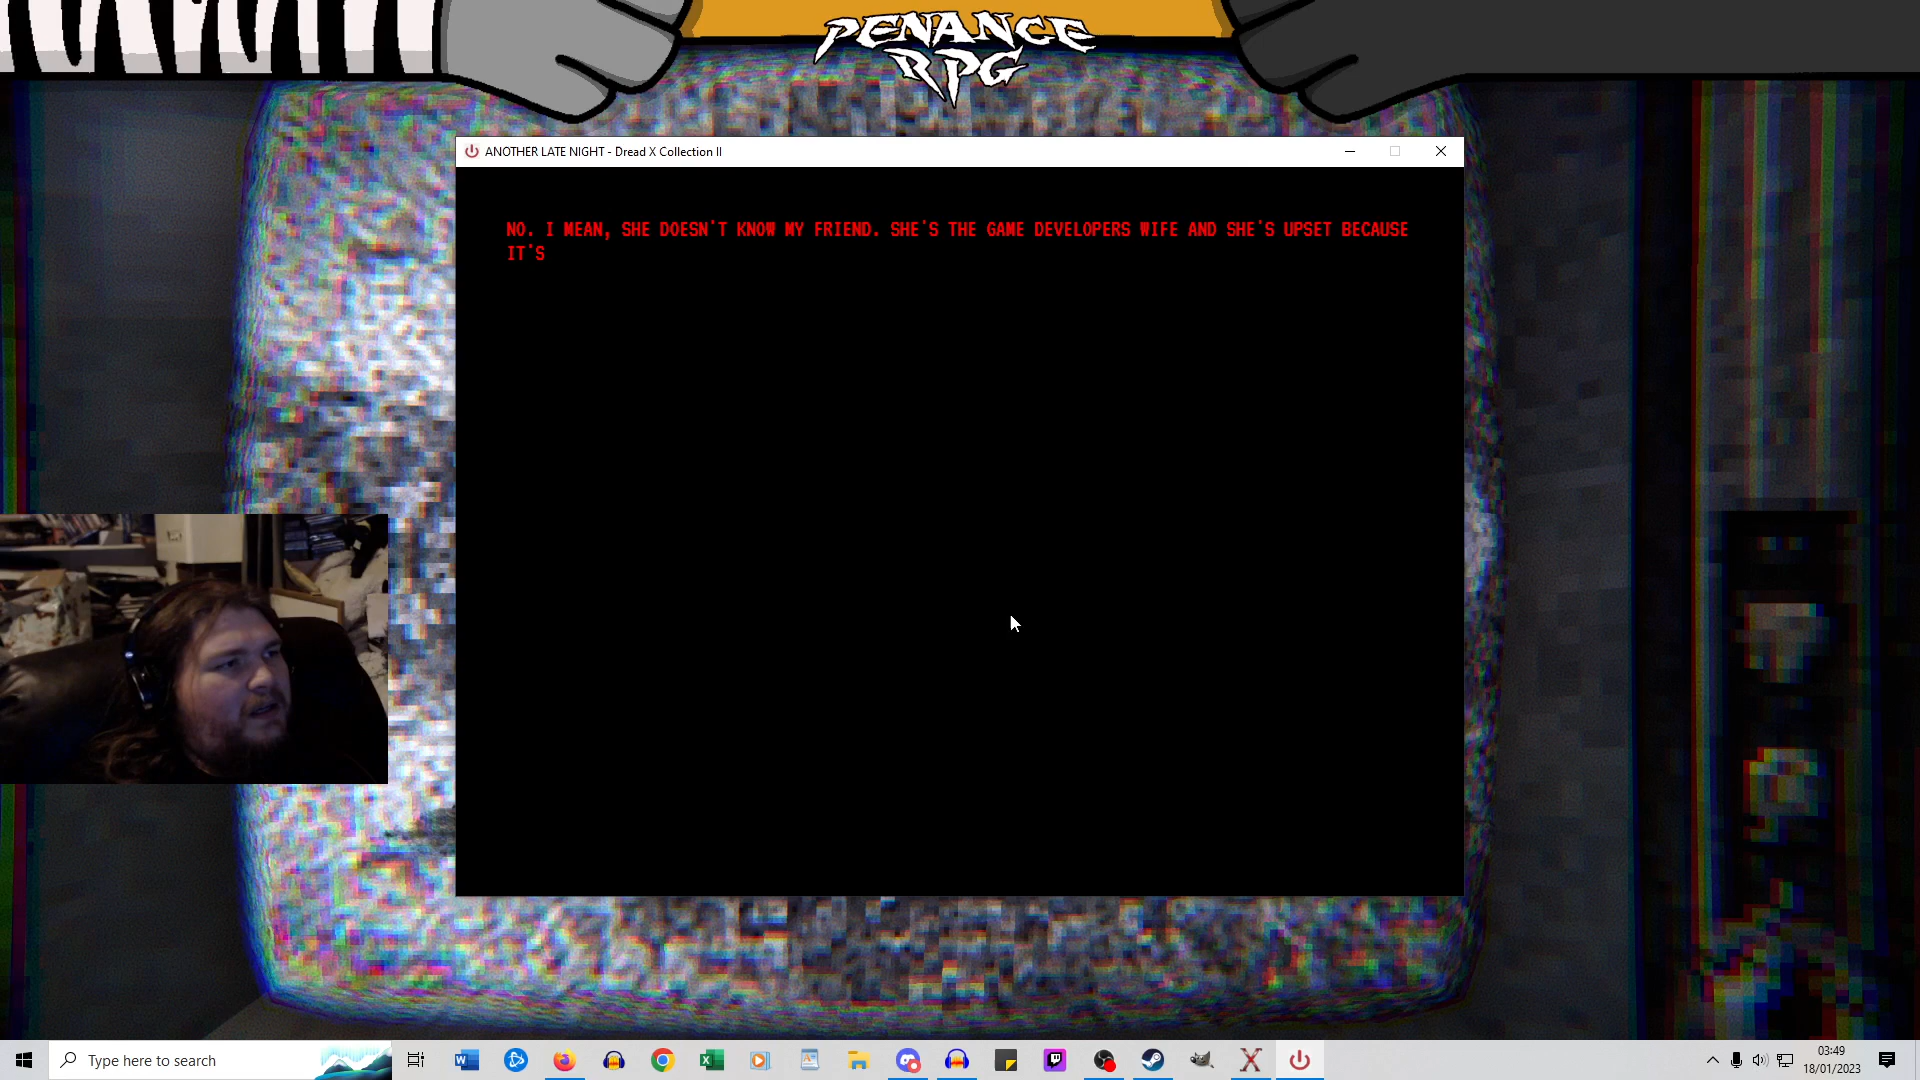 PENANCE
RPG
ANOTHER LATE NIGHT - Dread X Collection II
NO. I MEAN, SHE DOESN'T KNOW MY FRIEND. SHE'S THE GAME DEVELOPERS WIFE AND SHE'S UPSET BECAUSE
IT'S
Type here to search
03:49
18/01/2023